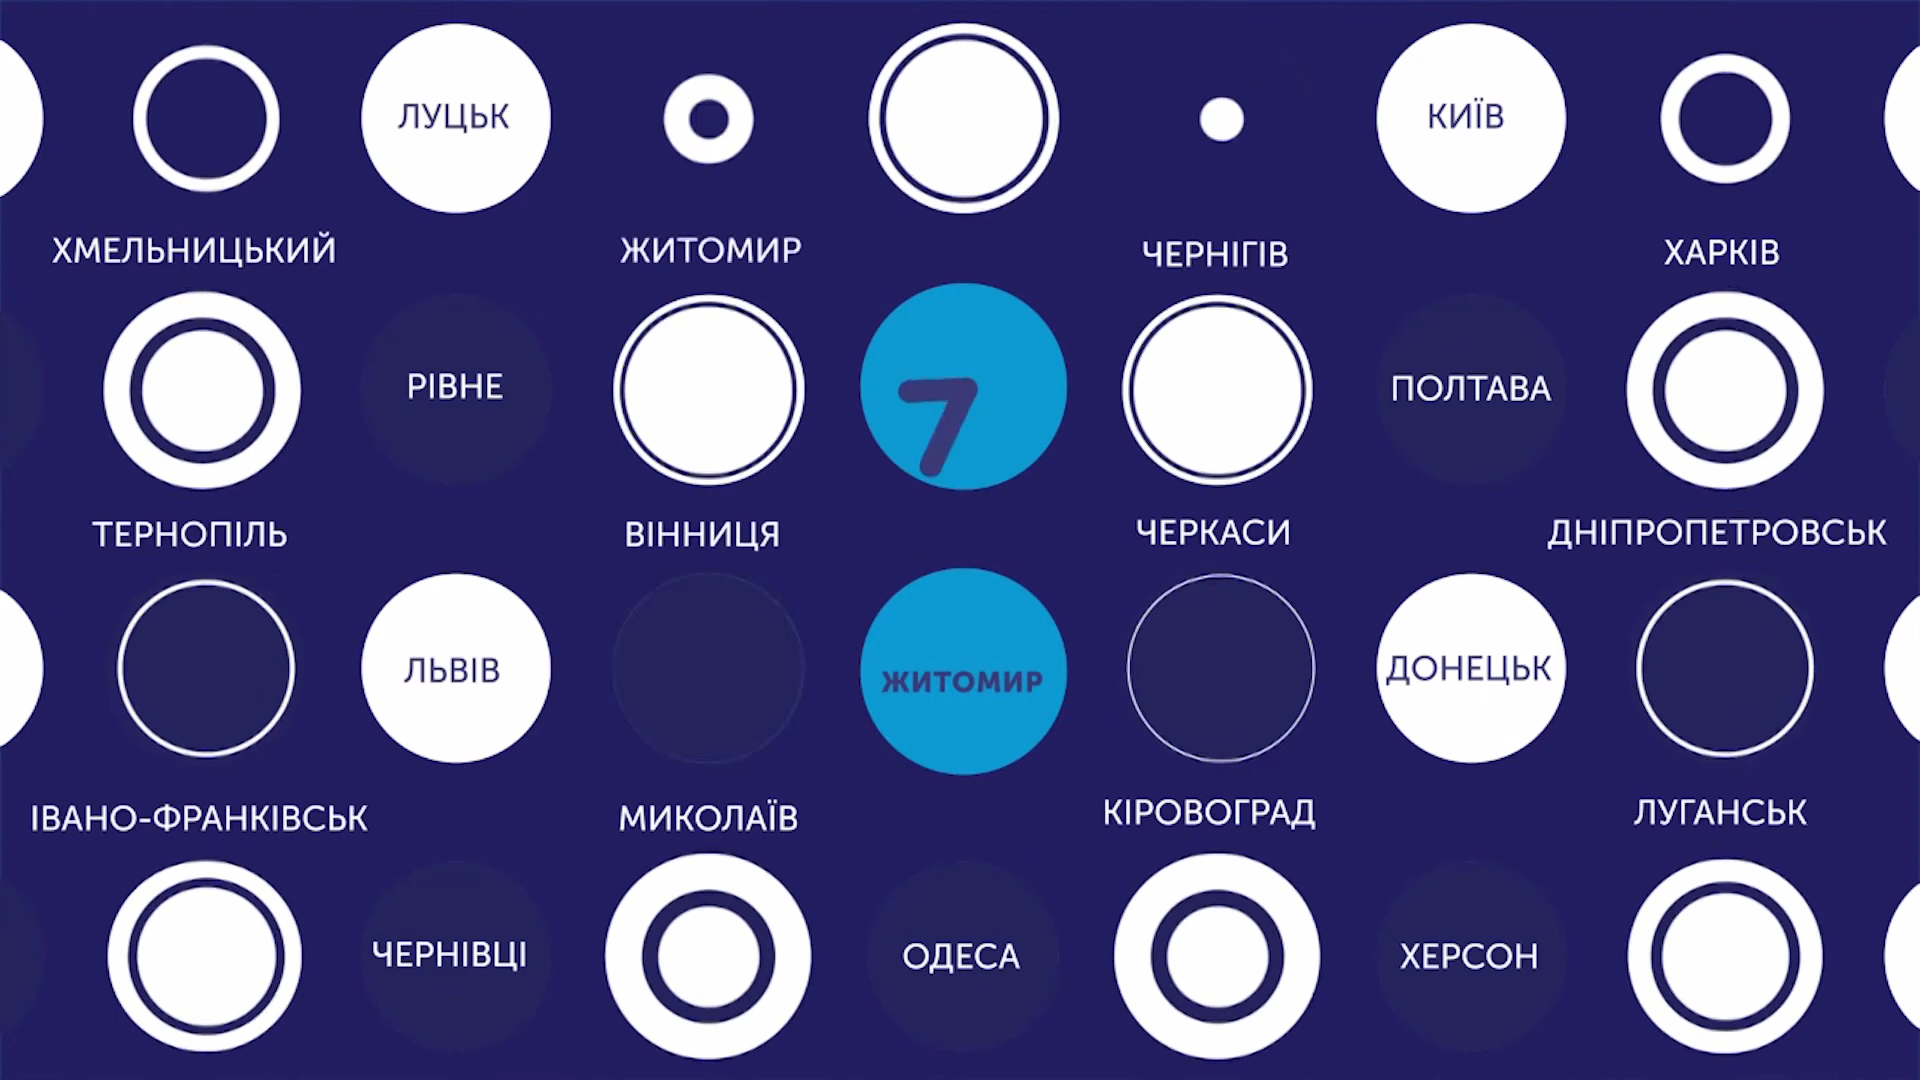 ЛУЦЬК
КИЇВ
ХМЕЛЬНИЦЬКИЙ
ЖИТОМИР
ЧЕРНІГІВ
ХАРКІВ
РІВНЕ
7
ПОЛТАВА
ТЕРНОПІЛЬ
ВІННИЦЯ
ЧЕРКАСИ
ДНІПРОПЕТРОВСЬК
ЛЬВІВ
ЖИТОМИР
ДОНЕЦЬК
ІВАНО-ФРАНКІВСЬК
МИКОЛАЇВ
КІРОВОГРАД
ЛУГАНСЬК
ЧЕРНІВЦІ
ОДЕСА
ХЕРСОН